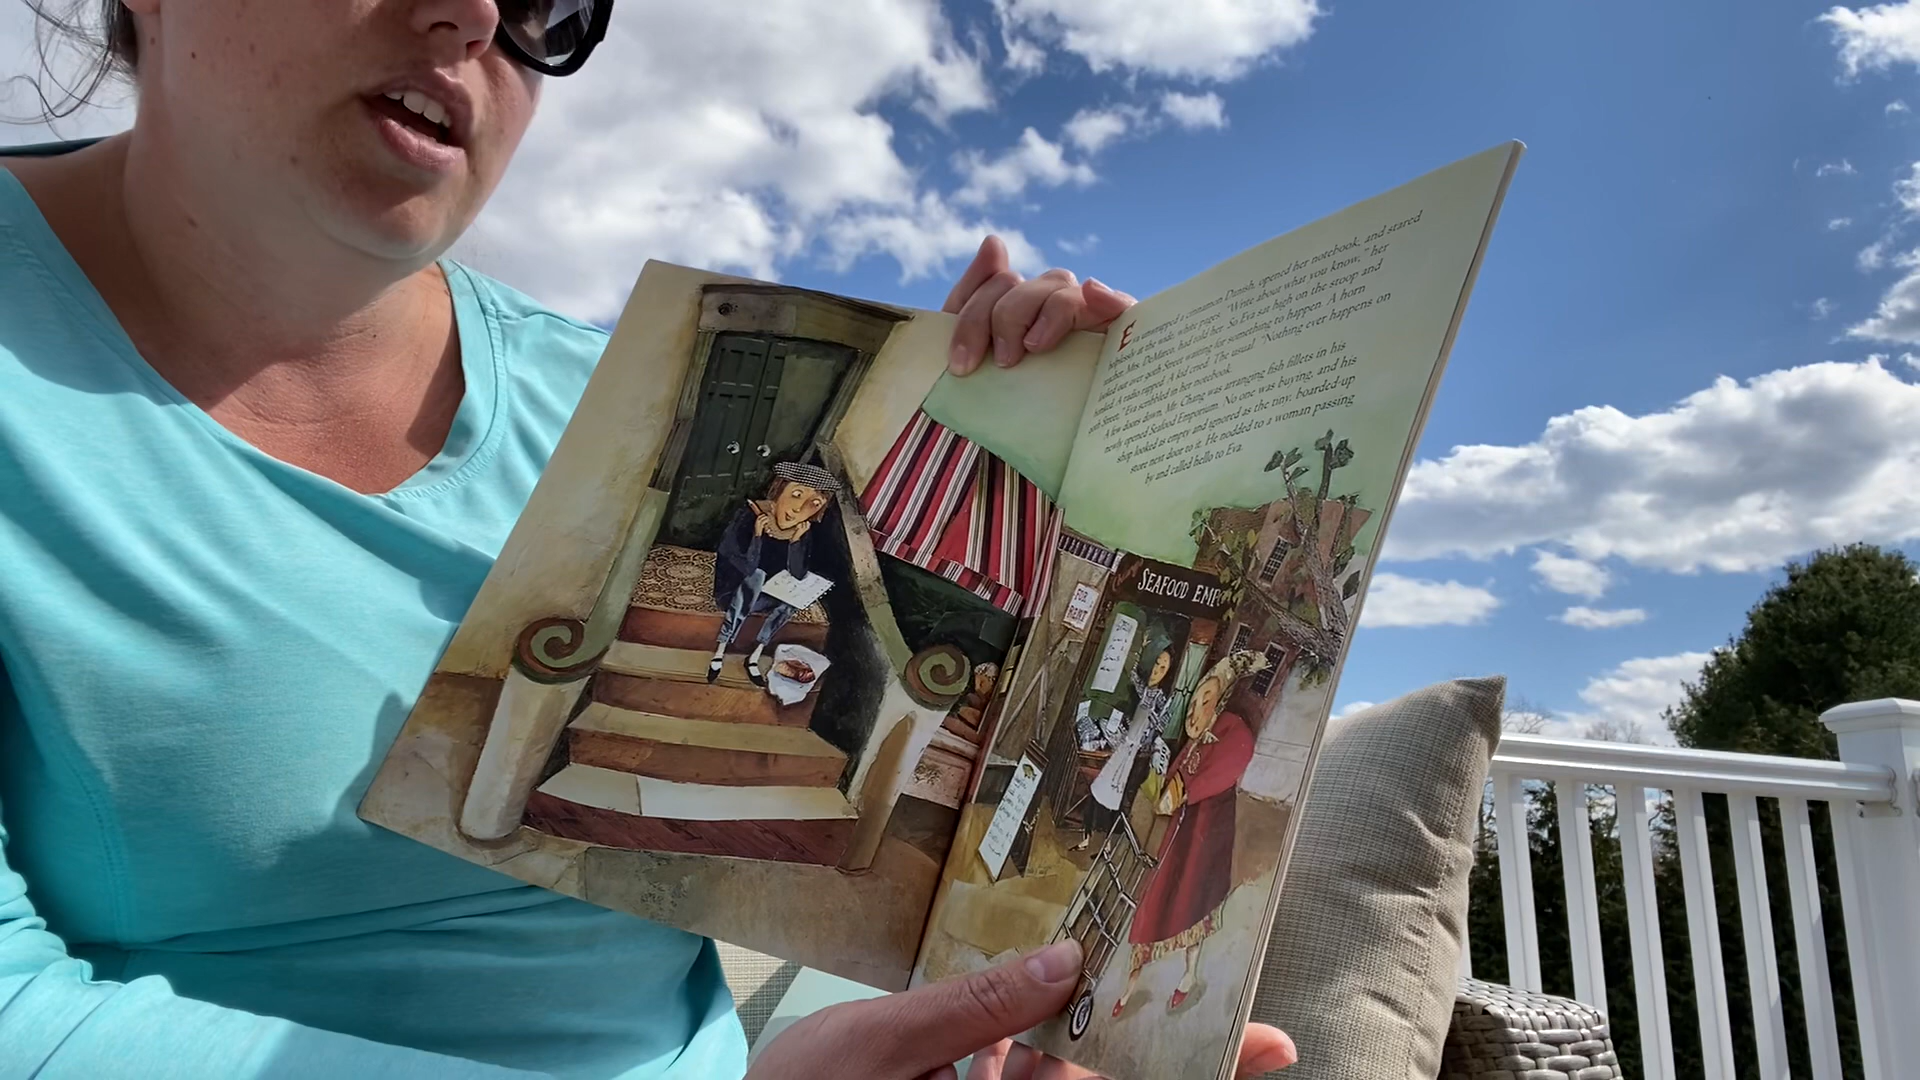 Eva unwrapped a cinnamon Danish, opened her notebook, and stared
helplessly at the wide, white pages. "Write about what you know," her
teacher, Mrs. DeMarco, had told her. So Eva sat high on the stoop and
looked out over 90th Street waiting for something to happen. A horn
honked. A radio rapped. A kid cried. The usual. "Nothing ever happens on
90th Street," Eva scribbled in her notebook.
A few doors down, Mr. Chang was arranging fish fillets in his
newly opened Seafood Emporium. No one was buying, and his
shop looked as empty and ignored as the tiny, boarded-up
store next door to it. He nodded to a woman passing
by and called hello to Eva.
FOR
RENT
SEAFOOD EMPO